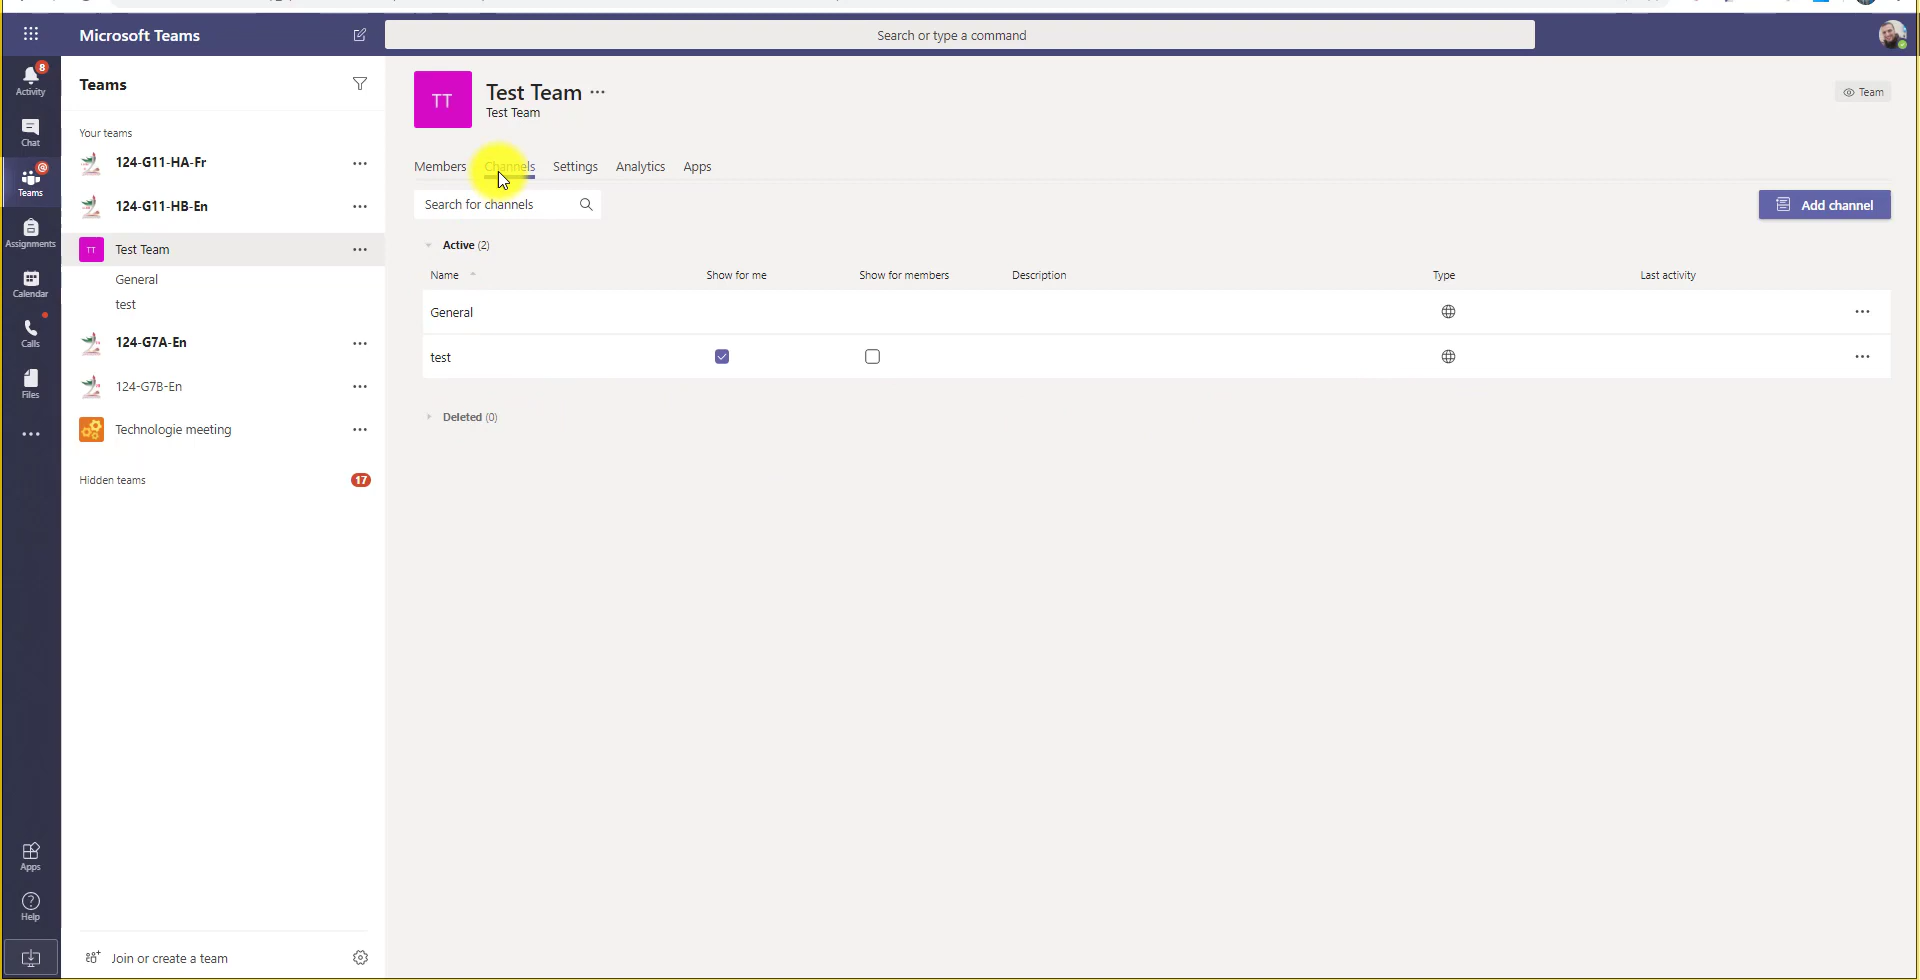 Microsoft Teams
Search or type a command
8
Activity
Chat
@
Teams
Assignments
Calendar
Calls
Files
Apps
Help
Teams
Your teams
124-G11-HA-Fr
124-G11-HB-En
TT Test Team
General
test
124-G7A-En
124-G7B-En
Technologie meeting
Hidden teams 17
Join or create a team
TT
Test Team
Test Team
Team
Members Channels Settings Analytics Apps
Search for channels
Add channel
Active (2)
Name Show for me Show for members Description Type Last activity
General
test
Deleted (0)